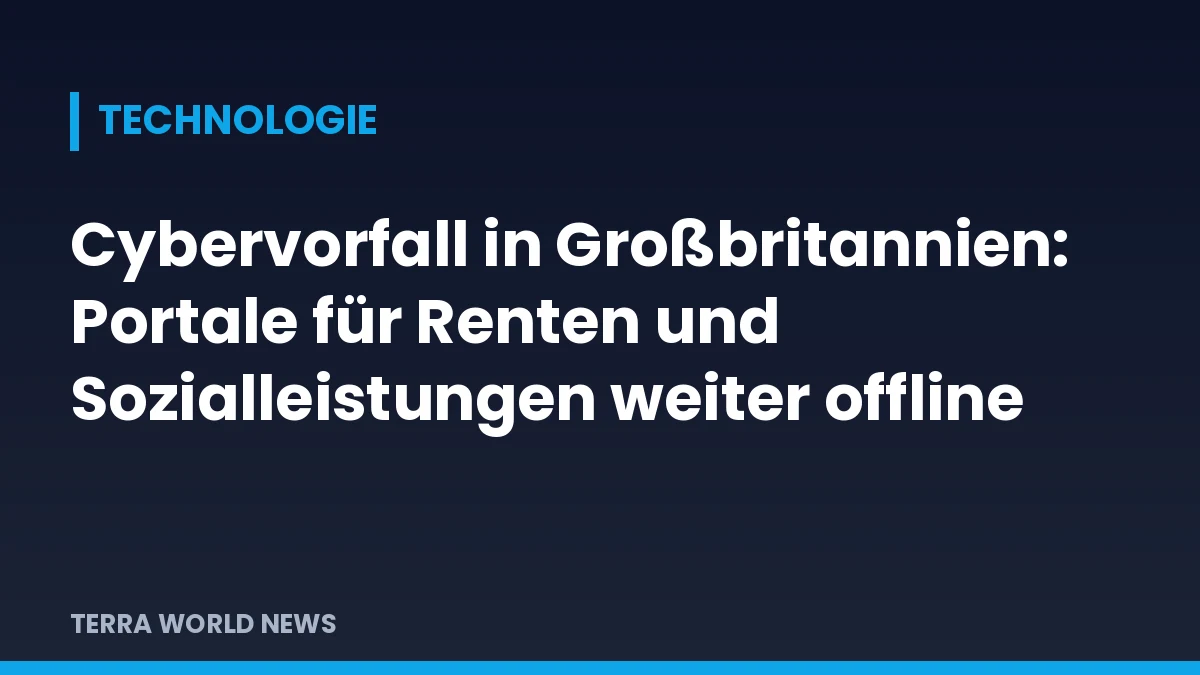 TECHNOLOGIE
Cybervorfall in Großbritannien:
Portale für Renten und
Sozialleistungen weiter offline
TERRA WORLD NEWS